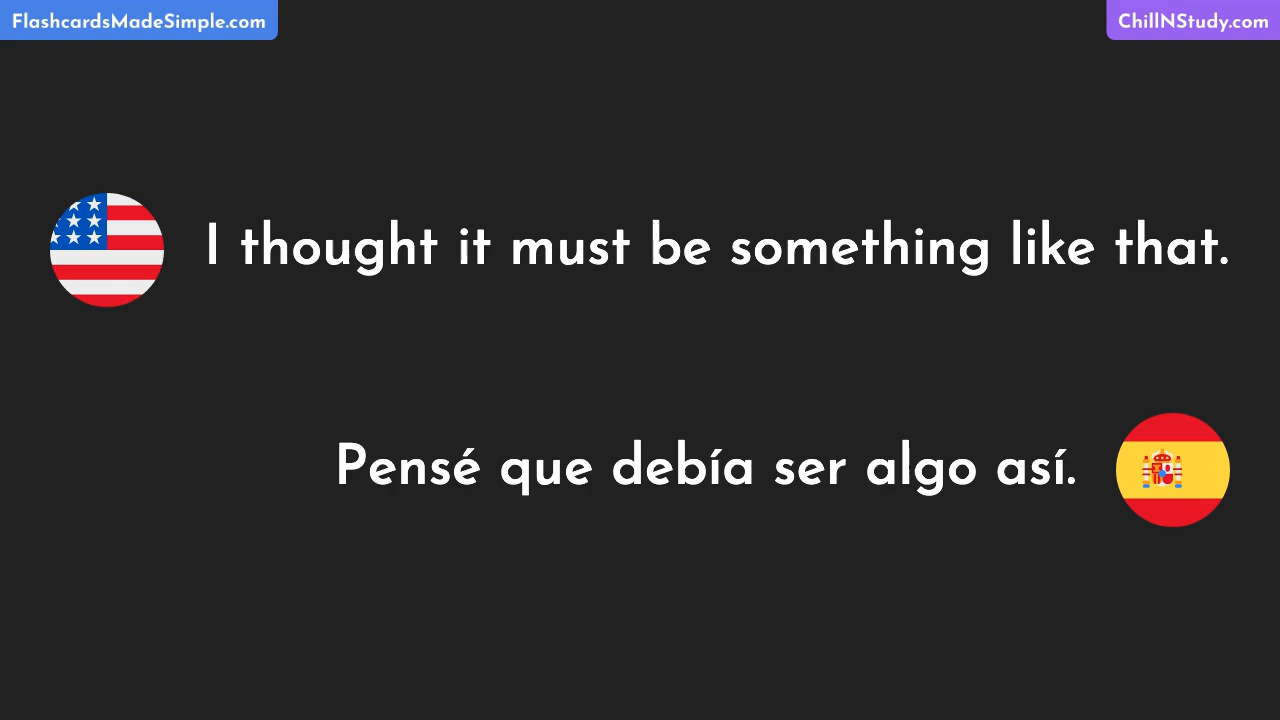 FlashcardsMadeSimple.com
ChillNStudy.com
I thought it must be something like that.
Pensé que debía ser algo así.